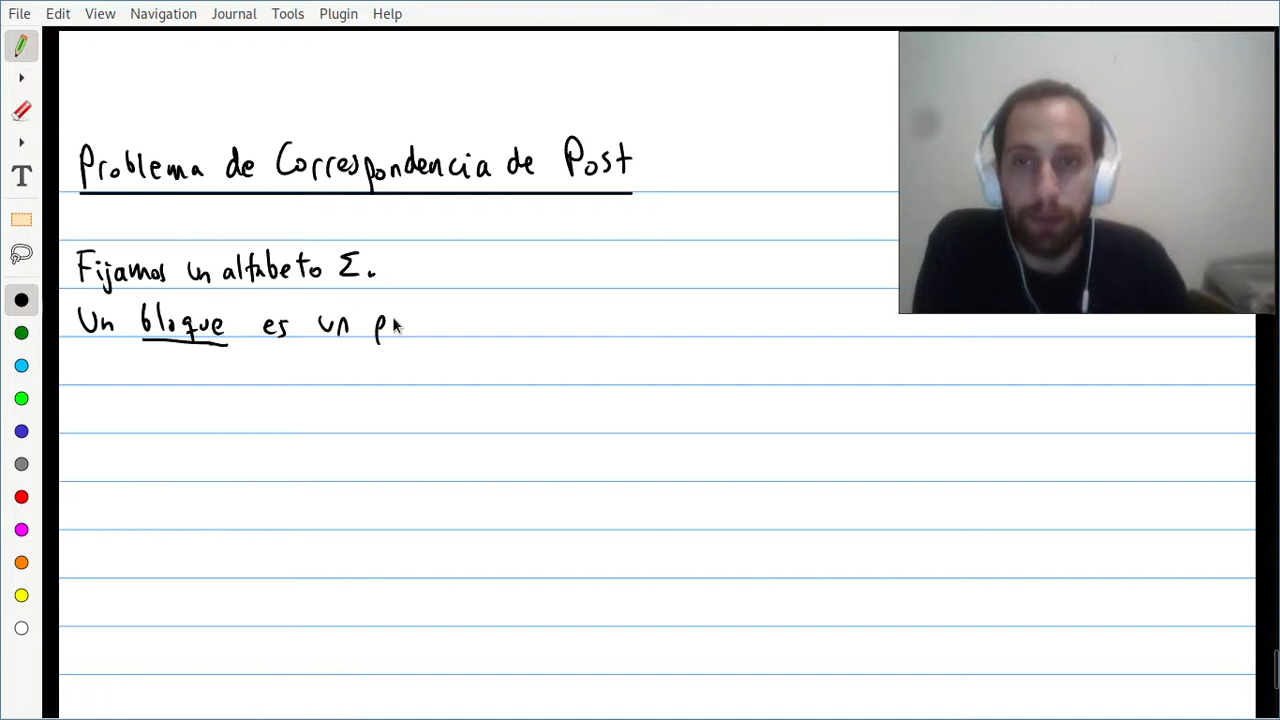 File Edit View Navigation Journal Tools Plugin Help
T
Problema de Correspondencia de Post
Fijamos un alfabeto Σ.
Un bloque es un p